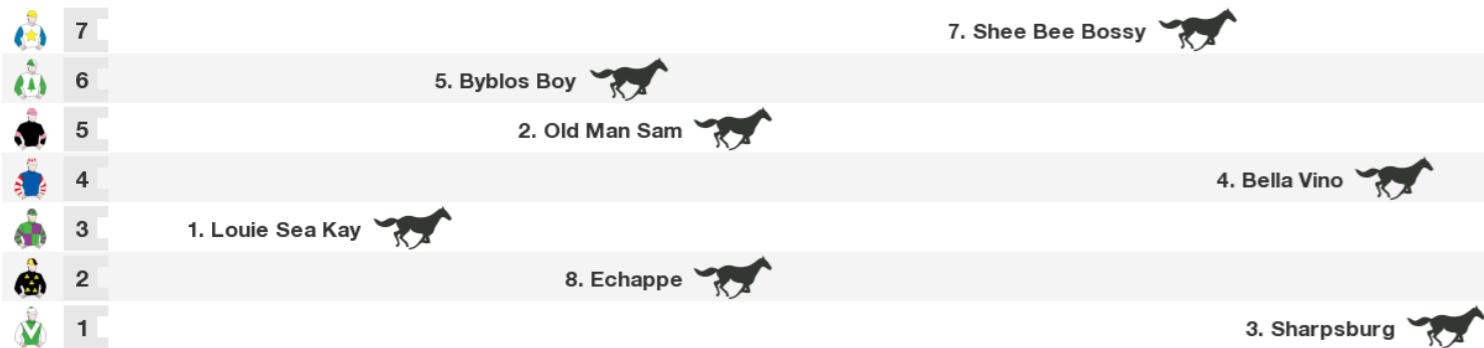 7 7. Shee Bee Bossy
6 5. Byblos Boy
5 2. Old Man Sam
4 4. Bella Vino
3 1. Louie Sea Kay
2 8. Echappe
1 3. Sharpsburg